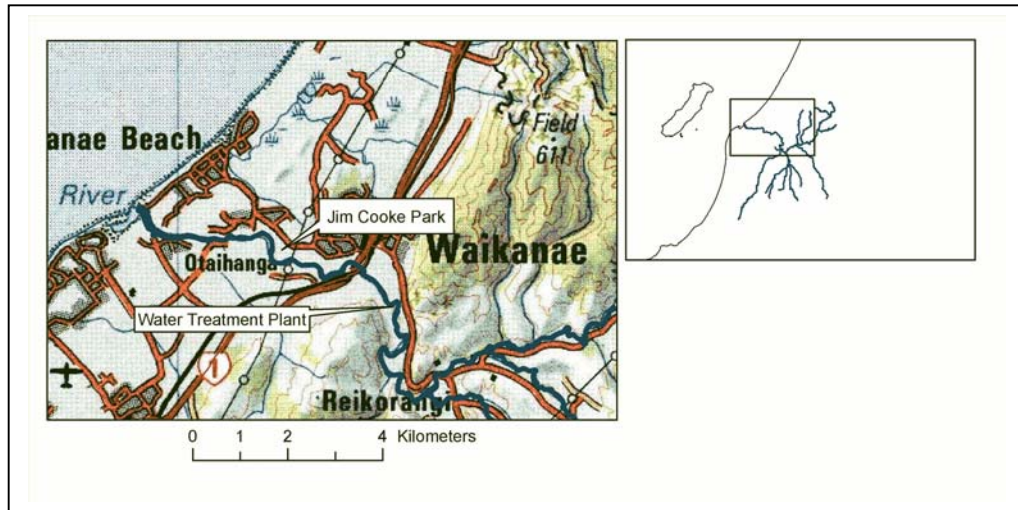 anae Beach
Field
611
River
Jim Cooke Park
Waikanae
Otaihanga
Water Treatment Plant
1
Reikorangi
0 1 2 4 Kilometers